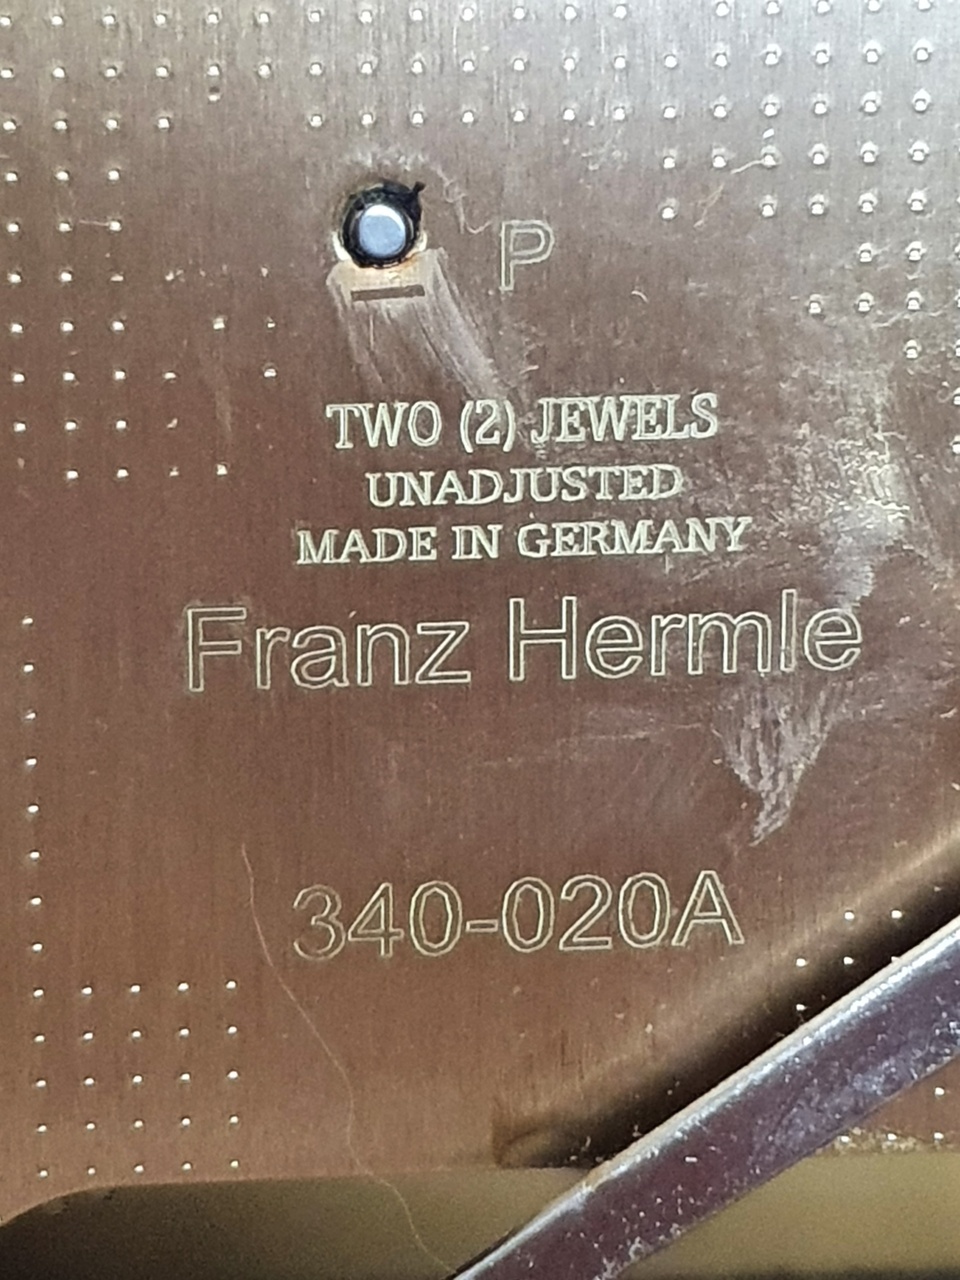 P
TWO (2) JEWELS
UNADJUSTED
MADE IN GERMANY
Franz Hermle
340-020A